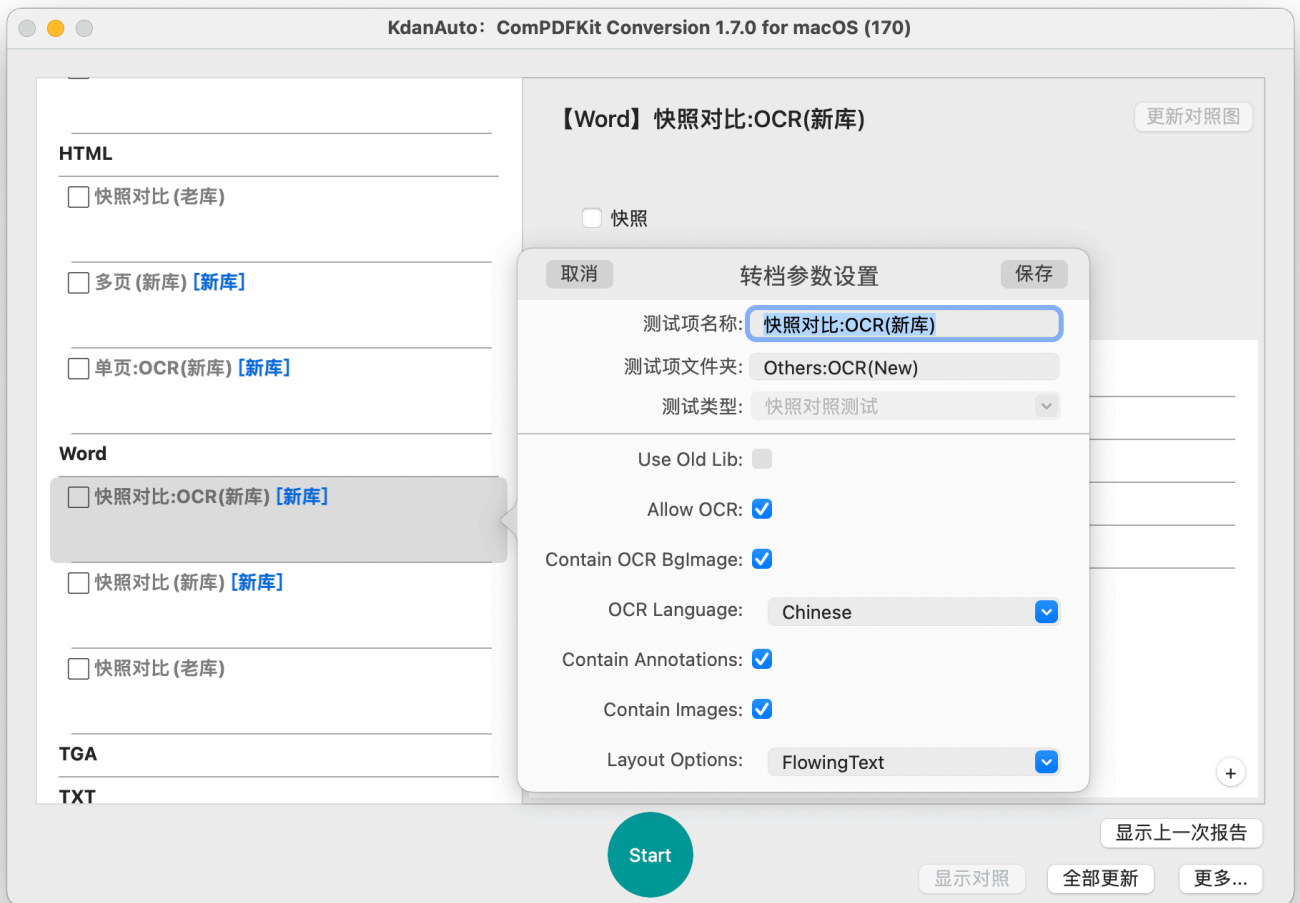 KdanAuto：ComPDFKit Conversion 1.7.0 for macOS (170)
HTML
快照对比 (老库)
多页 (新库) [新库]
单页:OCR(新库) [新库]
Word
快照对比:OCR(新库) [新库]
快照对比 (新库) [新库]
快照对比 (老库)
TGA
TXT
【Word】快照对比:OCR(新库)
更新对照图
快照
取消
转档参数设置
保存
测试项名称: 快照对比:OCR(新库)
测试项文件夹: Others:OCR(New)
测试类型: 快照对照测试
Use Old Lib:
Allow OCR:
Contain OCR BgImage:
OCR Language: Chinese
Contain Annotations:
Contain Images:
Layout Options: FlowingText
+
Start
显示上一次报告
显示对照
全部更新
更多...